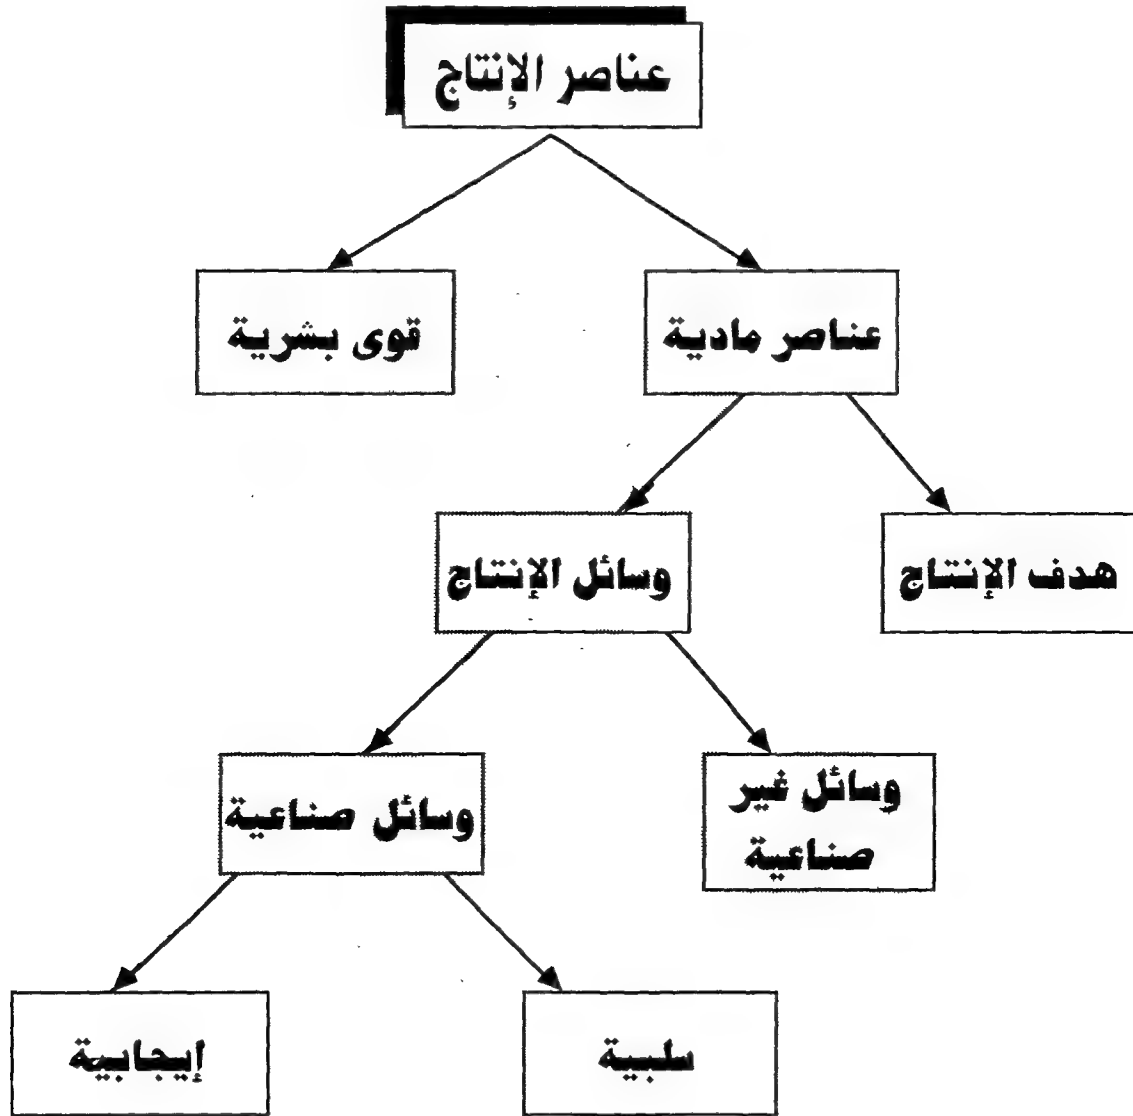 عناصر الإنتاج
عناصر مادية
قوى بشرية
هدف الإنتاج
وسائل الإنتاج
وسائل غير
صناعية
وسائل صناعية
سلبية
إيجابية